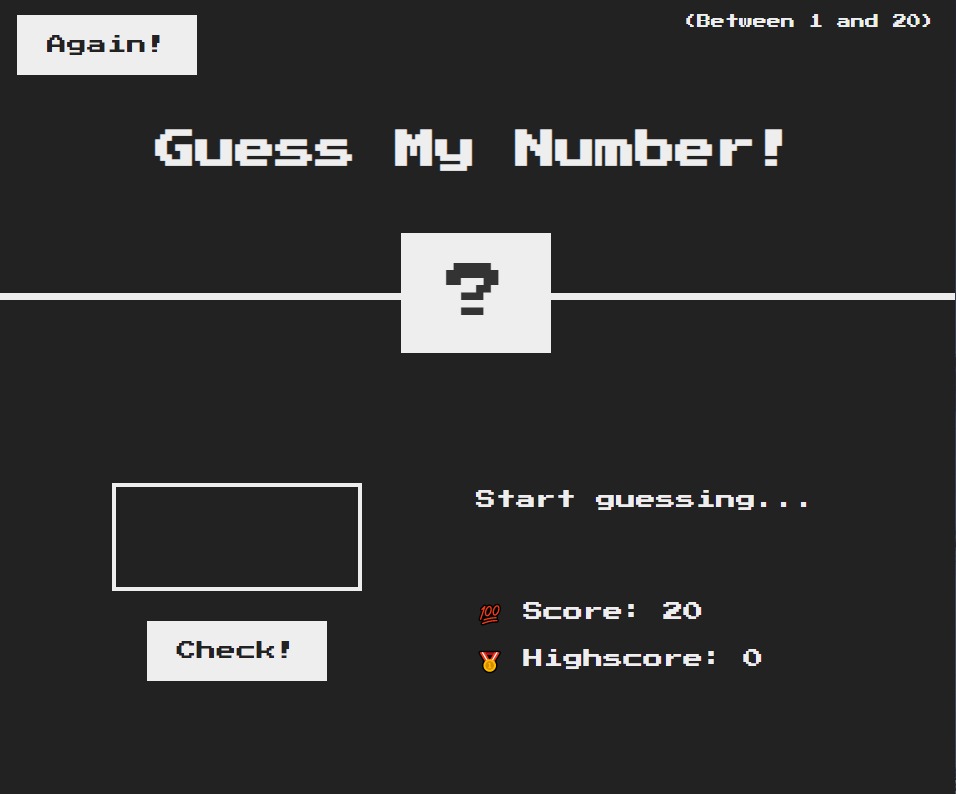 Again!
(Between 1 and 20)
Guess My Number!
?
Start guessing...
💯 Score: 20
Check!
🥇 Highscore: 0